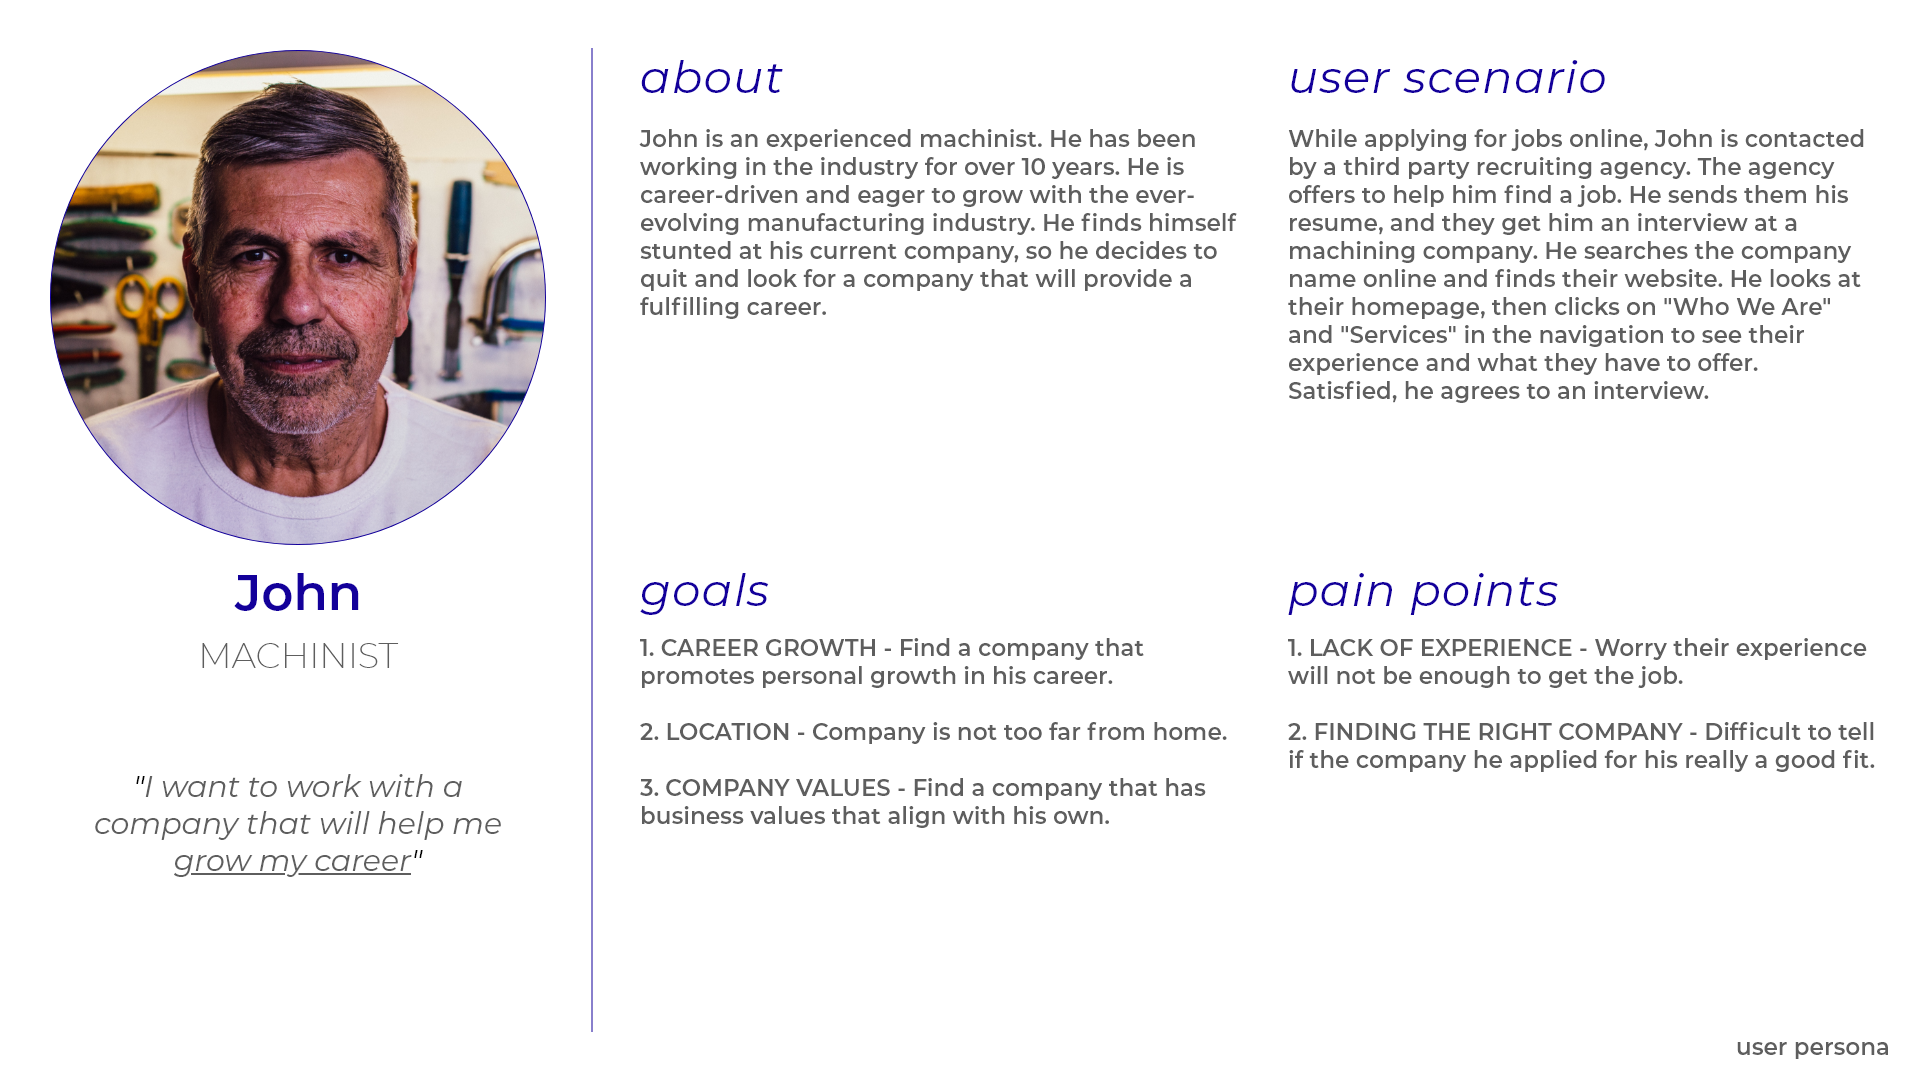 John
MACHINIST
"I want to work with a
company that will help me
grow my career"
about
John is an experienced machinist. He has been
working in the industry for over 10 years. He is
career-driven and eager to grow with the ever-
evolving manufacturing industry. He finds himself
stunted at his current company, so he decides to
quit and look for a company that will provide a
fulfilling career.
user scenario
While applying for jobs online, John is contacted
by a third party recruiting agency. The agency
offers to help him find a job. He sends them his
resume, and they get him an interview at a
machining company. He searches the company
name online and finds their website. He looks at
their homepage, then clicks on "Who We Are"
and "Services" in the navigation to see their
experience and what they have to offer.
Satisfied, he agrees to an interview.
goals
1. CAREER GROWTH - Find a company that
promotes personal growth in his career.
2. LOCATION - Company is not too far from home.
3. COMPANY VALUES - Find a company that has
business values that align with his own.
pain points
1. LACK OF EXPERIENCE - Worry their experience
will not be enough to get the job.
2. FINDING THE RIGHT COMPANY - Difficult to tell
if the company he applied for his really a good fit.
user persona